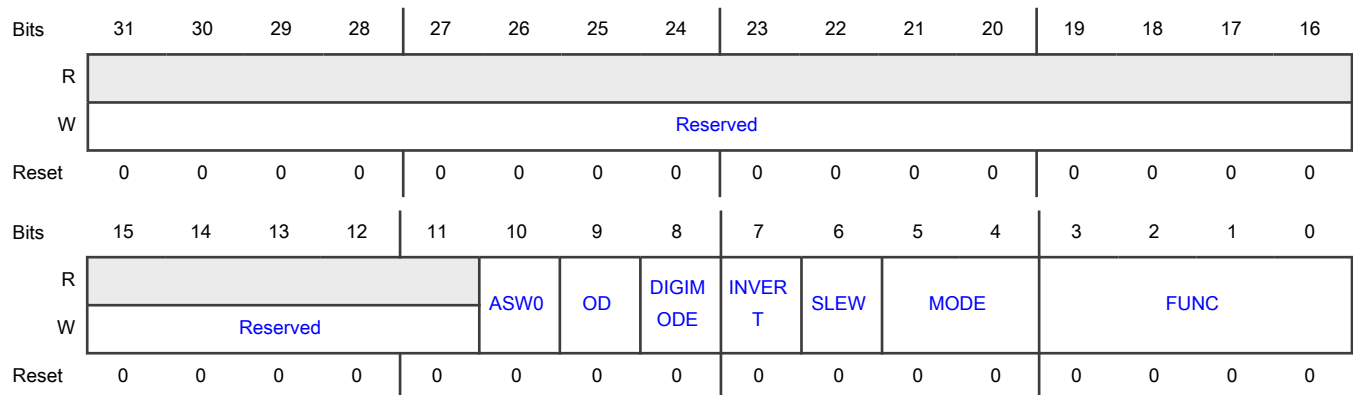 Bits 31 30 29 28 27 26 25 24 23 22 21 20 19 18 17 16
R
W Reserved
Reset 0 0 0 0 0 0 0 0 0 0 0 0 0 0 0 0
Bits 15 14 13 12 11 10 9 8 7 6 5 4 3 2 1 0
R
W Reserved
ASW0
OD
DIGIM
ODE
INVER
T
SLEW
MODE
FUNC
Reset 0 0 0 0 0 0 0 0 0 0 0 0 0 0 0 0